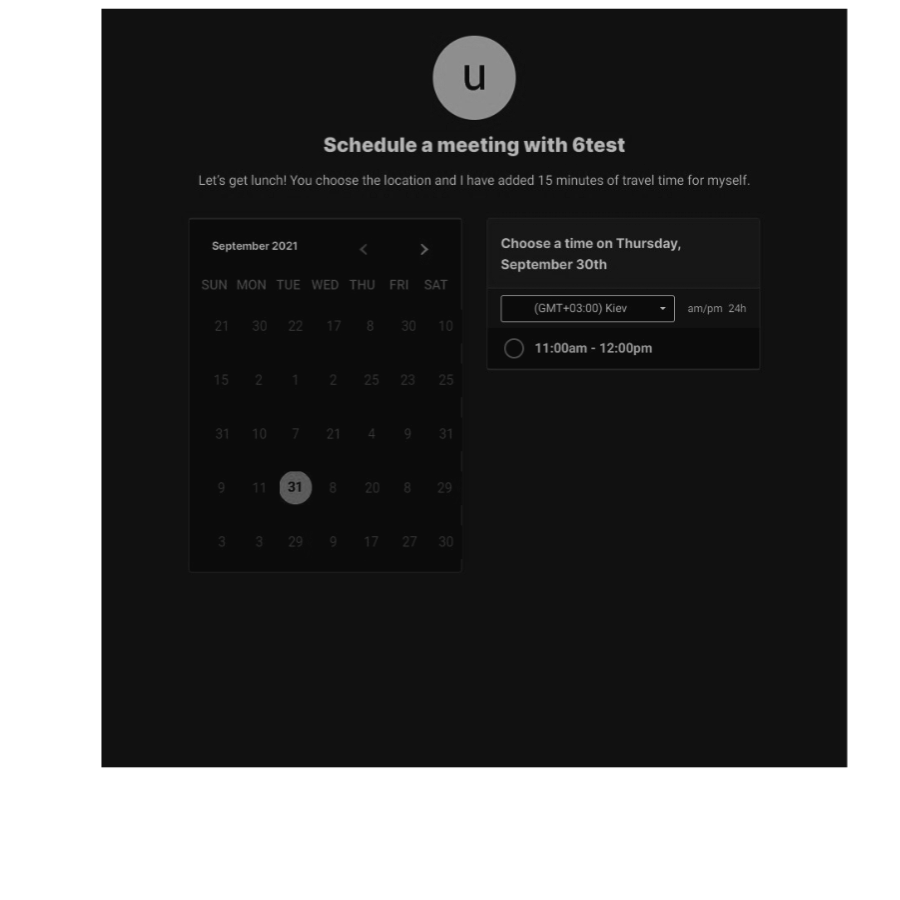 u
Schedule a meeting with 6test
Let's get lunch! You choose the location and I have added 15 minutes of travel time for myself.
September 2021 < >
SUN MON TUE WED THU FRI SAT
21 30 22 17 8 30 10
15 2 1 2 25 23 25
31 10 7 21 4 9 31
9 11 31 8 20 8 29
3 3 29 9 17 27 30
Choose a time on Thursday,
September 30th
(GMT+03:00) Kiev am/pm 24h
11:00am - 12:00pm